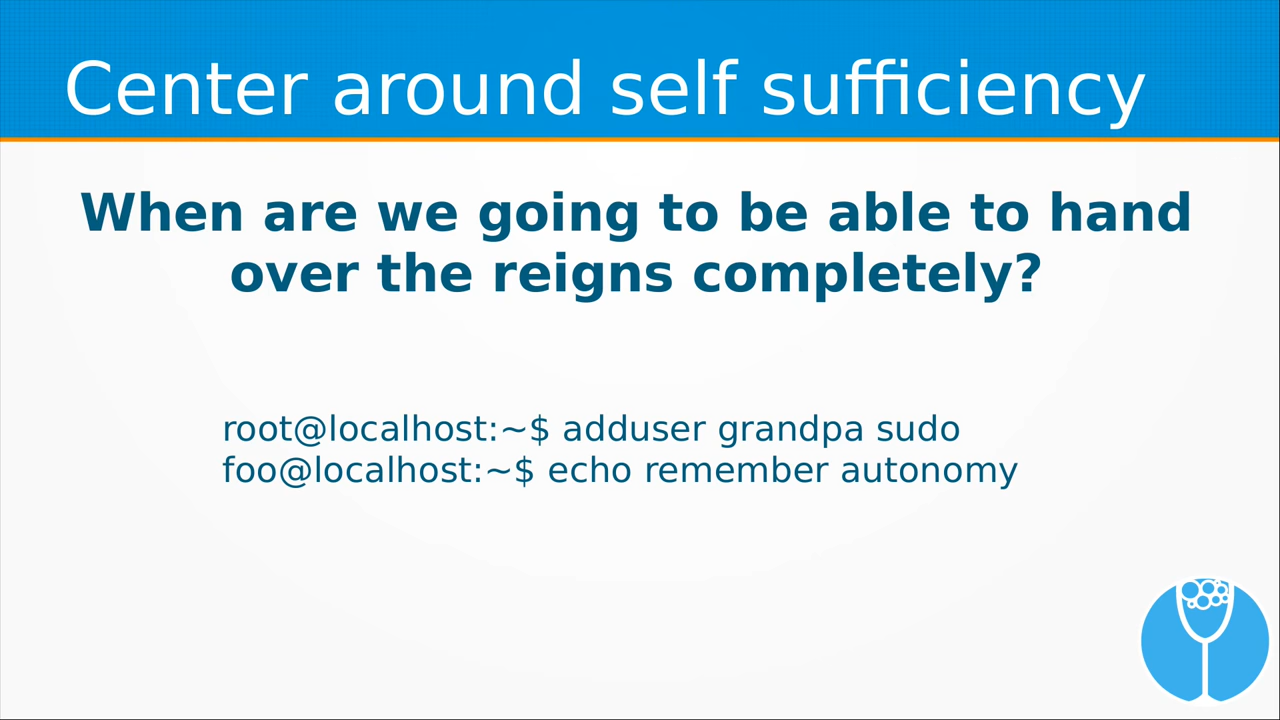 Center around self sufficiency
When are we going to be able to hand
over the reigns completely?
root@localhost:~$ adduser grandpa sudo
foo@localhost:~$ echo remember autonomy